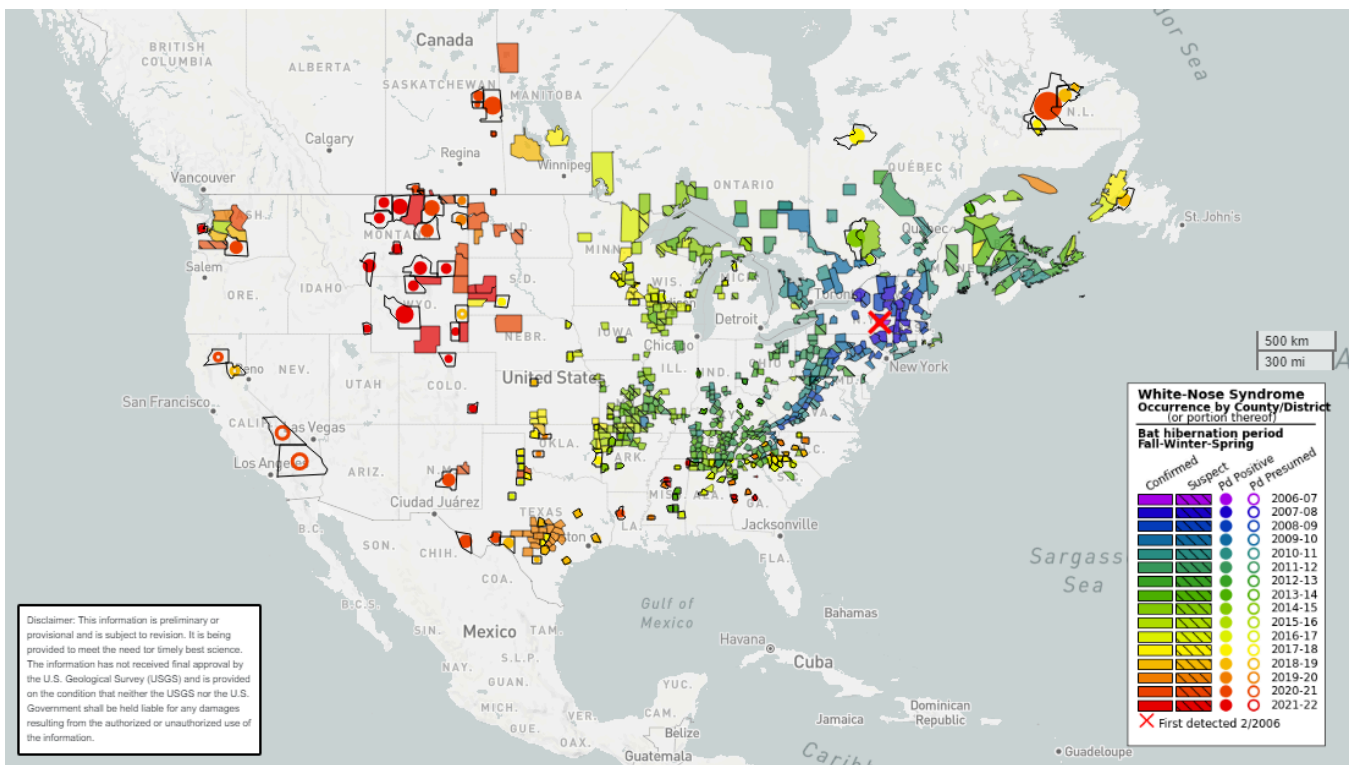 Canada
BRITISH
COLUMBIA
ALBERTA
SASKATCHEWAN
MANITOBA
Calgary
Regina
Winnipeg
Vancouver
ONTARIO
QUÉBEC
N.L.
St. John's
Québec
MAINE
Salem
ORE.
IDAHO
MONTAN
WYO.
N.D.
S.D.
MINN
WIS.
MICH
Toronto
Detroit
Chicago
IOWA
NEBR.
New York
Reno
NEV.
UTAH
COLO.
United States
ILL.
IND.
OHIO
San Francisco
CALIF
Las Vegas
Los Angeles
ARIZ.
N.M.
OKLA.
ARK.
Ciudad Juárez
TEXAS
LA.
MISS
ALA.
GA.
S.C.
Jacksonville
FLA.
B.C.
SON.
CHIH.
COA.
B.C.S.
SIN.
Mexico
TAM.
NAY.
S.L.P.
GUAN.
MICH.
VER.
GUE.
OAX.
CAM.
YUC.
Belize
Guatemala
Gulf of
Mexico
Bahamas
Havana
Cuba
Jamaica
Dominican
Republic
Guadeloupe
Sargass
Sea
500 km
300 mi
White-Nose Syndrome
Occurrence by County/District
(or portion thereof)
Bat hibernation period
Fall-Winter-Spring
Confirmed
Suspect
Pd Positive
Pd Presumed
2006-07
2007-08
2008-09
2009-10
2010-11
2011-12
2012-13
2013-14
2014-15
2015-16
2016-17
2017-18
2018-19
2019-20
2020-21
2021-22
First detected 2/2006
Disclaimer: This information is preliminary or
provisional and is subject to revision. It is being
provided to meet the need tor timely best science.
The information has not received final approval by
the U.S. Geological Survey (USGS) and is provided
on the condition that neither the USGS nor the U.S.
Government shall be held liable for any damages
resulting from the authorized or unauthorized use of
the information.